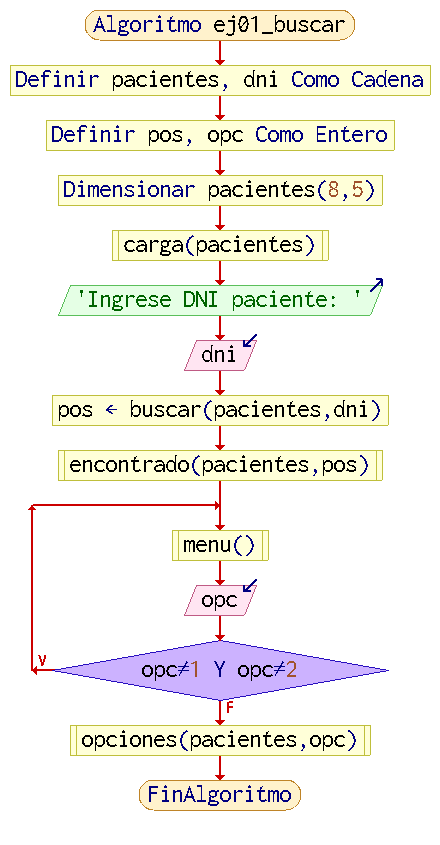 Algoritmo ej01_buscar
Definir pacientes, dni Como Cadena
Definir pos, opc Como Entero
Dimensionar pacientes(8,5)
carga(pacientes)
'Ingrese DNI paciente: '
dni
pos ← buscar(pacientes,dni)
encontrado(pacientes,pos)
menu()
opc
opc≠1 Y opc≠2
V
F
opciones(pacientes,opc)
FinAlgoritmo